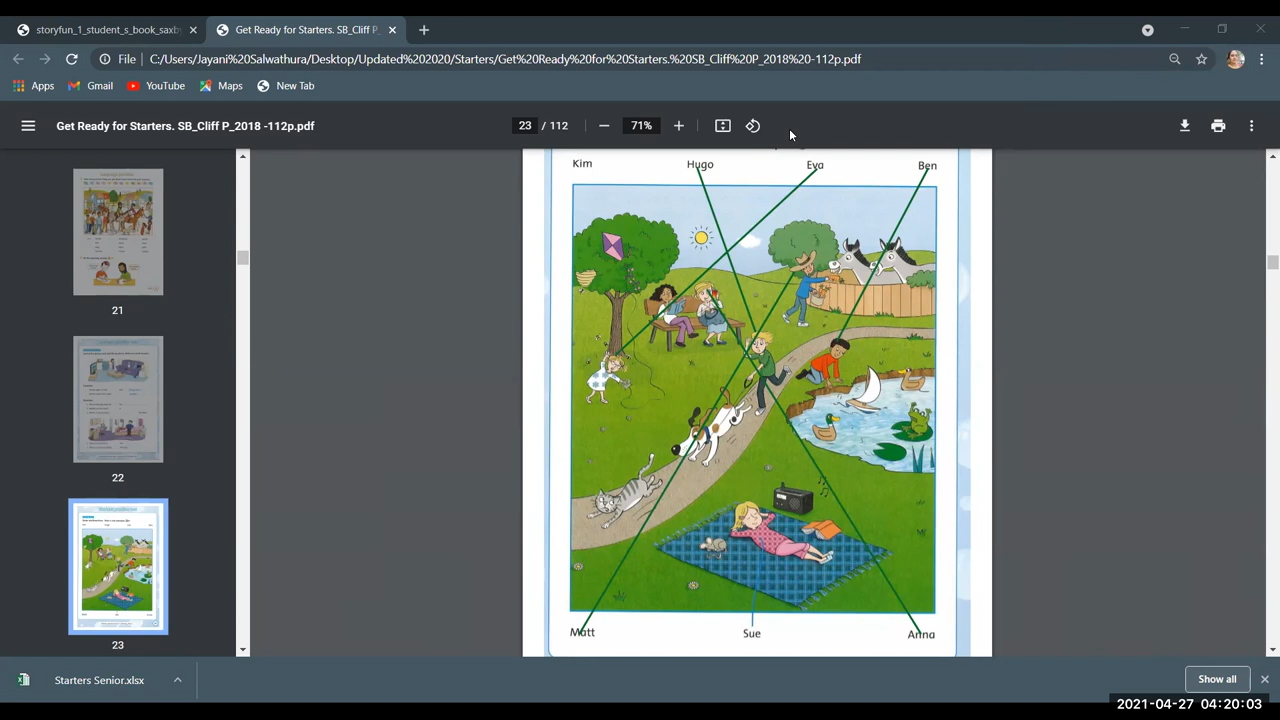 storyfun_1_student_s_book_saxby
Get Ready for Starters. SB_Cliff P_
File
C:/Users/Jayani%20Salwathura/Desktop/Updated%202020/Starters/Get%20Ready%20for%20Starters.%20SB_Cliff%20P_2018%20-112p.pdf
Apps
Gmail
YouTube
Maps
New Tab
Get Ready for Starters. SB_Cliff P_2018 -112p.pdf
23 / 112
71%
Kim Hugo Eva Ben
21
22
23
Matt Sue Anna
Starters Senior.xlsx
Show all
2021-04-27 04:20:03